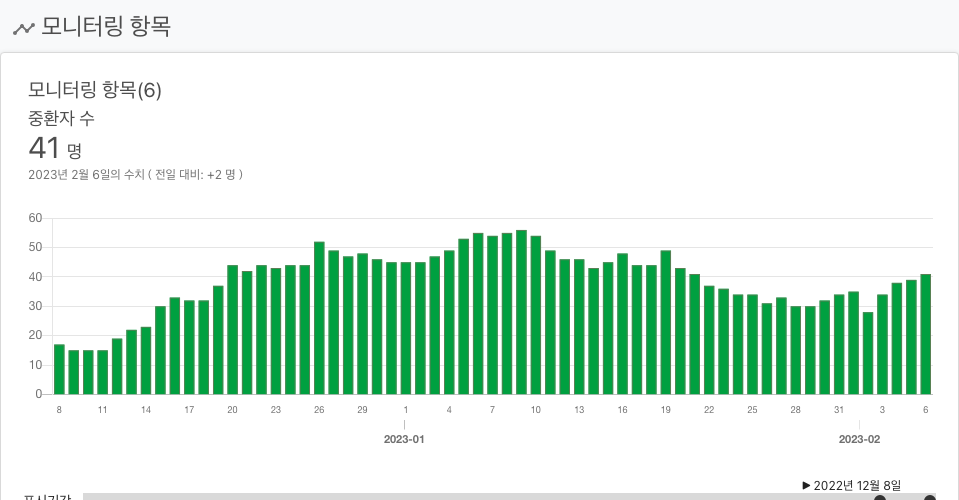 모니터링 항목
모니터링 항목(6)
중환자 수
41 명
2023년 2월 6일의 수치 ( 전일 대비: +2 명 )
60
50
40
30
20
10
0
8 11 14 17 20 23 26 29 1 4 7 10 13 16 19 22 25 28 31 3 6
2023-01 2023-02
▶ 2022년 12월 8일
표시기간